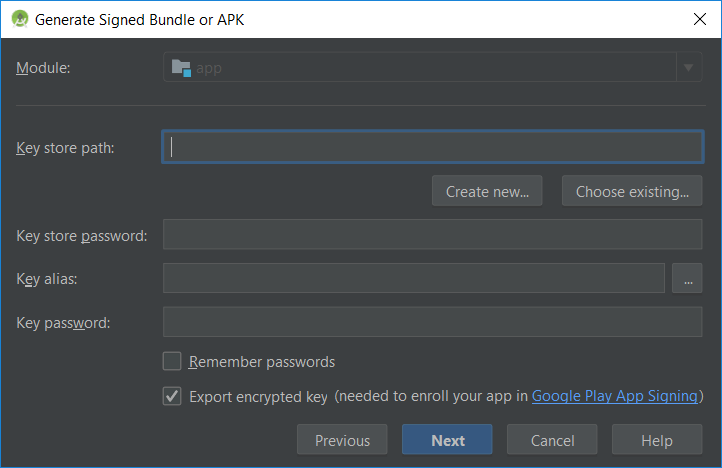 Generate Signed Bundle or APK
Module: app
Key store path:
Create new... Choose existing...
Key store password:
Key alias: ...
Key password:
Remember passwords
Export encrypted key (needed to enroll your app in Google Play App Signing)
Previous Next Cancel Help